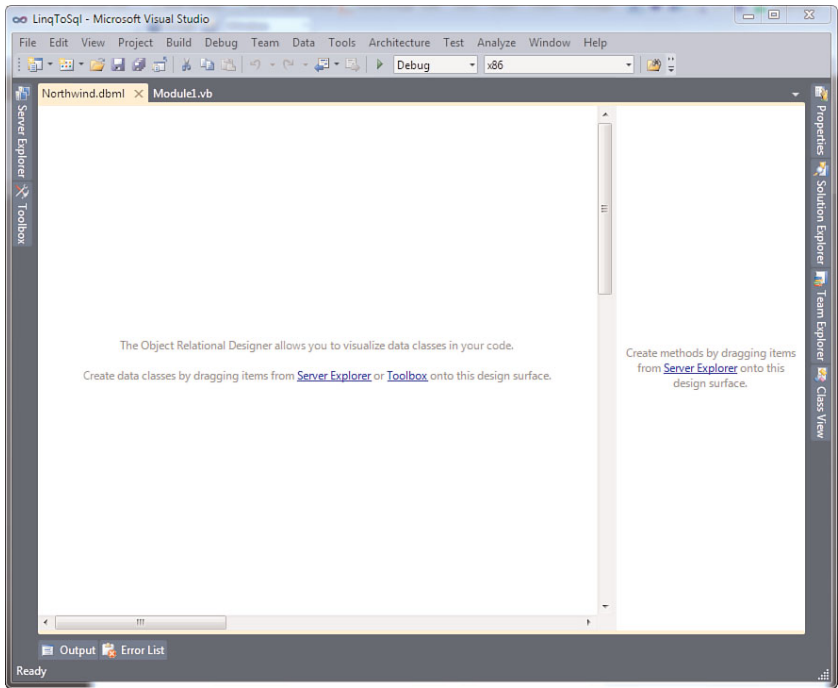 LinqToSql - Microsoft Visual Studio
File Edit View Project Build Debug Team Data Tools Architecture Test Analyze Window Help
Debug x86
Northwind.dbml Module1.vb
Server Explorer
Toolbox
The Object Relational Designer allows you to visualize data classes in your code.
Create data classes by dragging items from Server Explorer or Toolbox onto this design surface.
Create methods by dragging items
from Server Explorer onto this
design surface.
Properties
Solution Explorer
Team Explorer
Class View
Output Error List
Ready